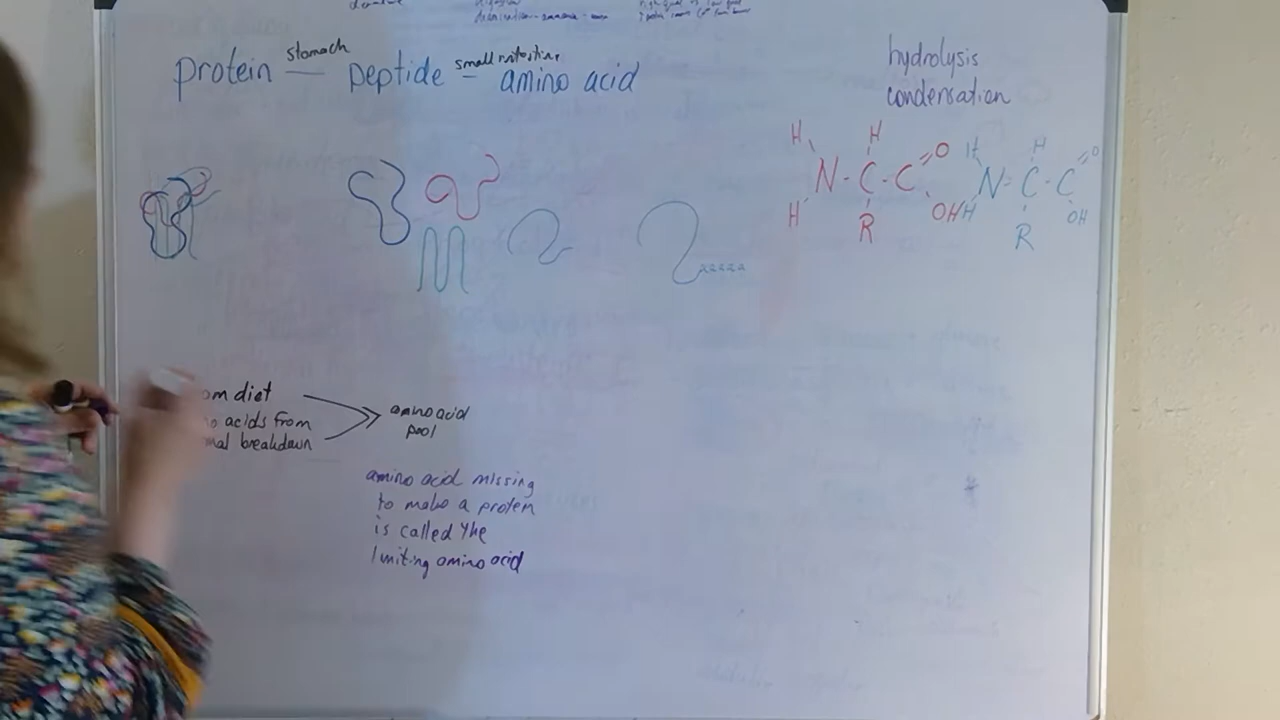 protein stomach peptide small intestine amino acid
hydrolysis
condensation
H H O H H O
N - C - C N - C - C
H R OH H R OH
aaaaa
om diet
acids from
nal breakdown
amino acid
pool
amino acid missing
to make a protein
is called the
limiting amino acid